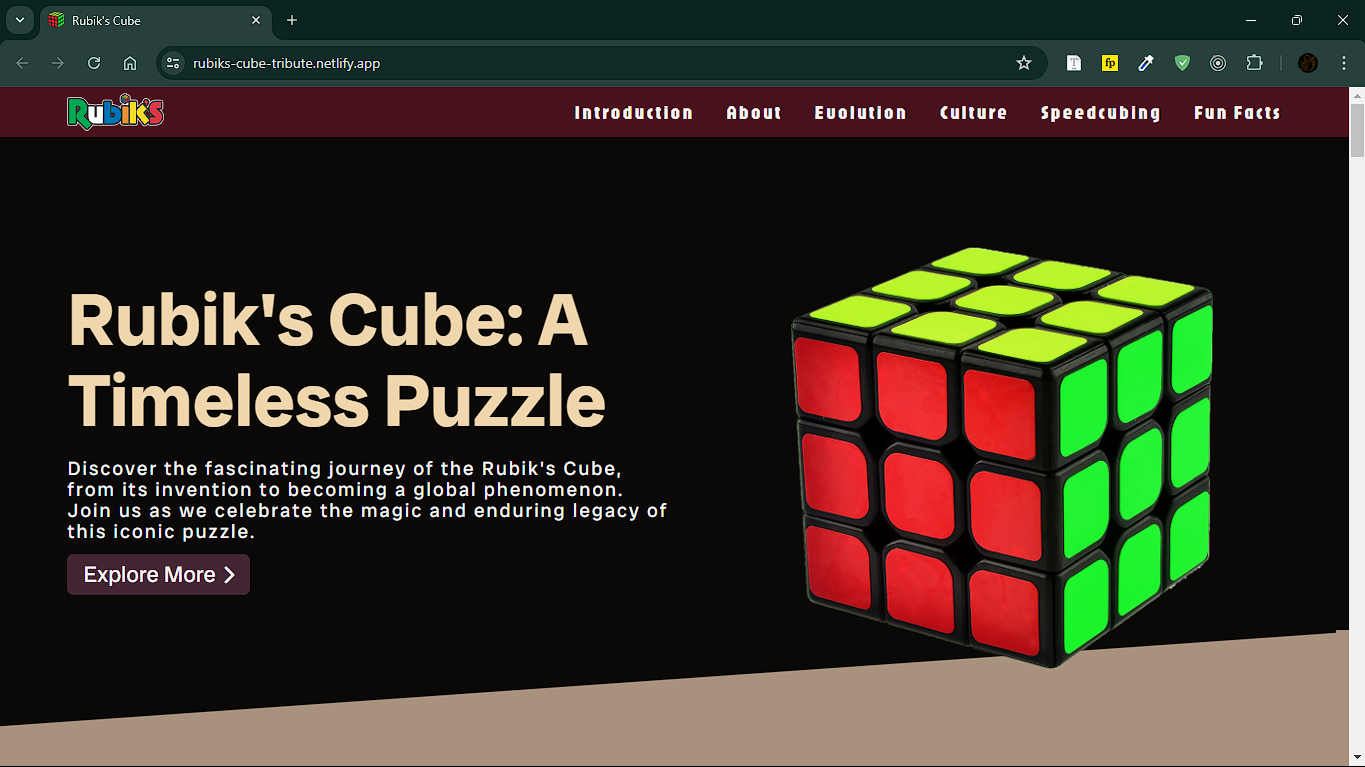 Rubik's Cube
rubiks-cube-tribute.netlify.app
fp
Rubik's
Introduction About Evolution Culture Speedcubing Fun Facts
Rubik's Cube: A
Timeless Puzzle
Discover the fascinating journey of the Rubik's Cube,
from its invention to becoming a global phenomenon.
Join us as we celebrate the magic and enduring legacy of
this iconic puzzle.
Explore More